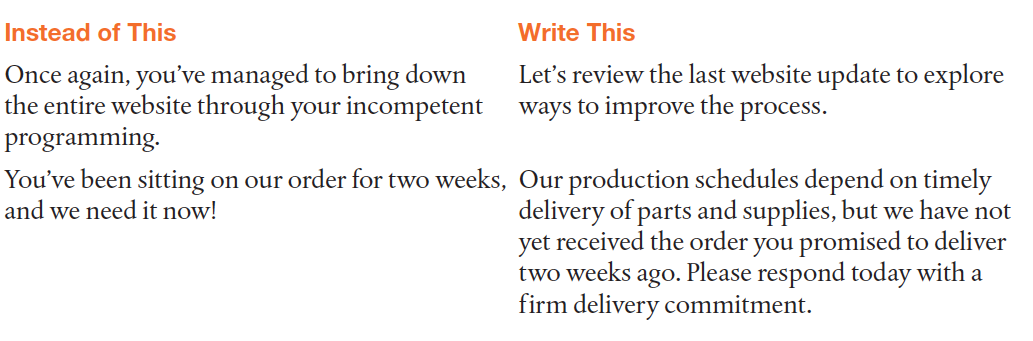 Instead of This
Write This
Once again, you’ve managed to bring down
the entire website through your incompetent
programming.
Let’s review the last website update to explore
ways to improve the process.
You’ve been sitting on our order for two weeks,
and we need it now!
Our production schedules depend on timely
delivery of parts and supplies, but we have not
yet received the order you promised to deliver
two weeks ago. Please respond today with a
firm delivery commitment.